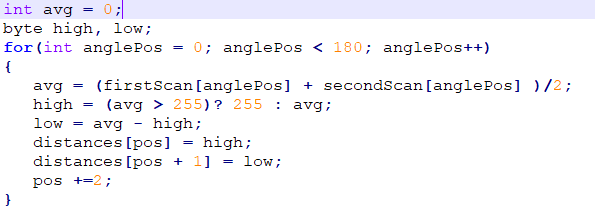 int avg = 0;
byte high, low;
for(int anglePos = 0; anglePos < 180; anglePos++)
{
avg = (firstScan[anglePos] + secondScan[anglePos] )/2;
high = (avg > 255)? 255 : avg;
low = avg - high;
distances[pos] = high;
distances[pos + 1] = low;
pos +=2;
}